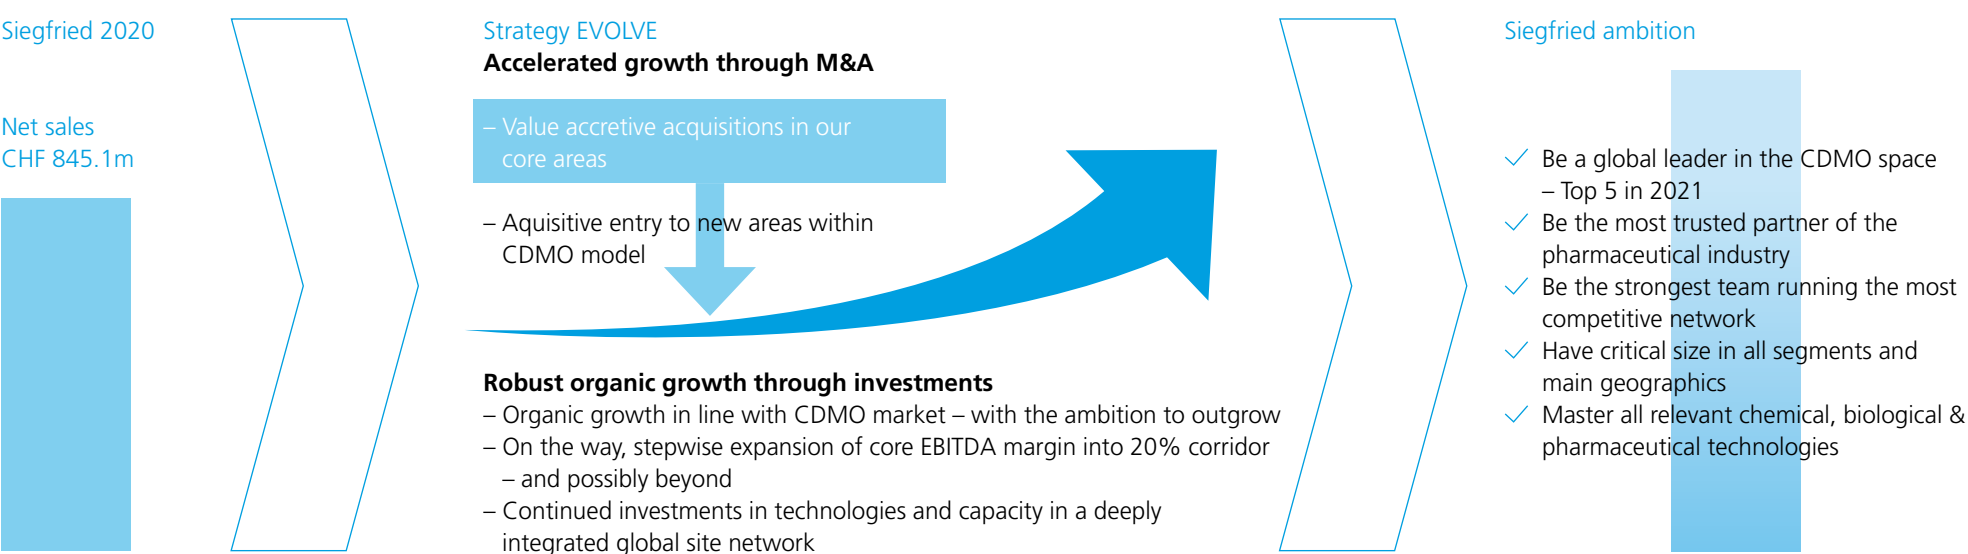 Siegfried 2020
Net sales
CHF 845.1m
Strategy EVOLVE
Accelerated growth through M&A
– Value accretive acquisitions in our
core areas
– Aquisitive entry to new areas within
CDMO model
Robust organic growth through investments
– Organic growth in line with CDMO market – with the ambition to outgrow
– On the way, stepwise expansion of core EBITDA margin into 20% corridor
– and possibly beyond
– Continued investments in technologies and capacity in a deeply
integrated global site network
Siegfried ambition
✓ Be a global leader in the CDMO space
– Top 5 in 2021
✓ Be the most trusted partner of the
pharmaceutical industry
✓ Be the strongest team running the most
competitive network
✓ Have critical size in all segments and
main geographics
✓ Master all relevant chemical, biological &
pharmaceutical technologies